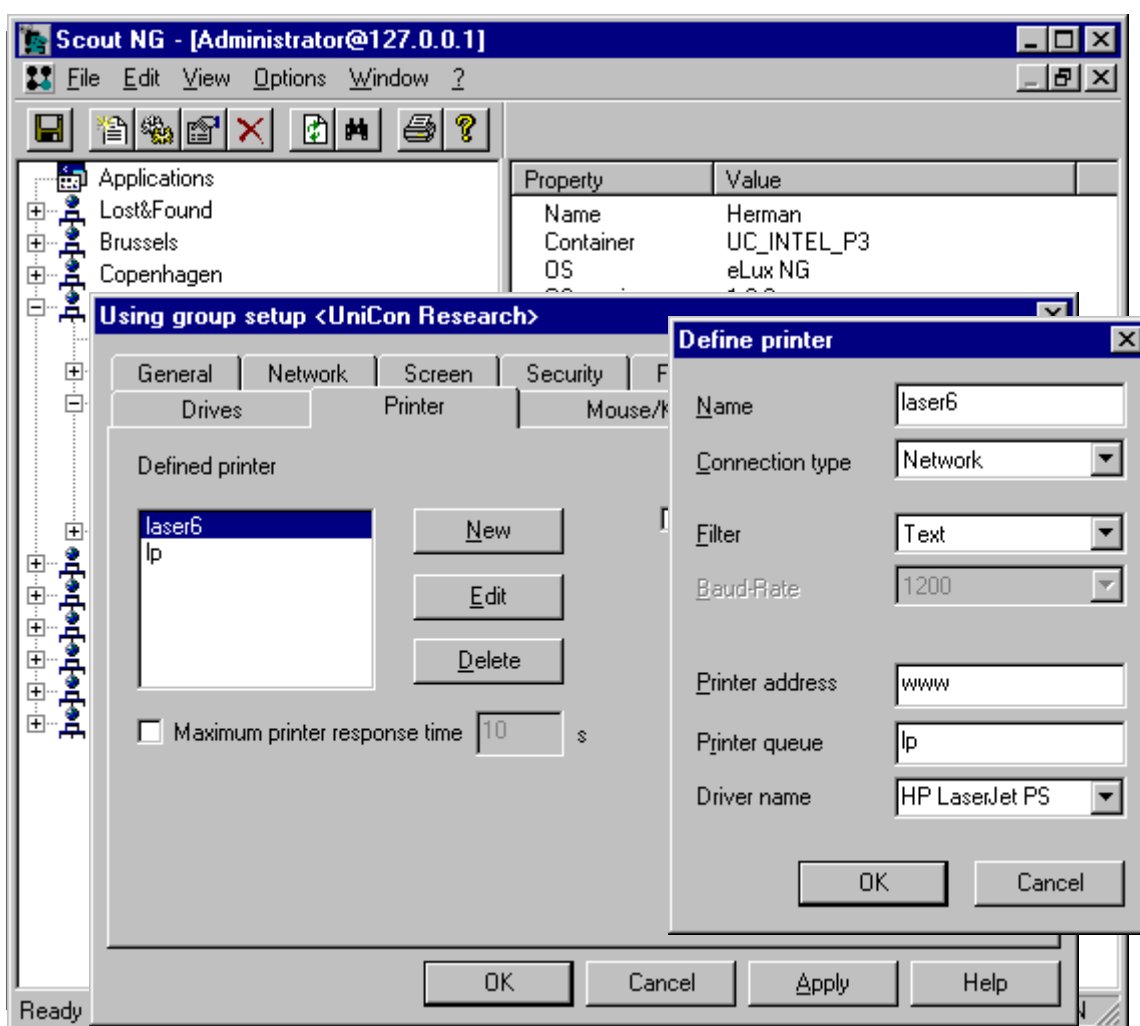 Scout NG - [Administrator@127.0.0.1]
File Edit View Options Window ?
Applications
Lost&Found
Brussels
Copenhagen
Property Value
Name Herman
Container UC_INTEL_P3
OS eLux NG
Using group setup <UniCon Research>
General Network Screen Security F
Drives Printer Mouse/K
Defined printer
laser6
lp
New
Edit
Delete
Maximum printer response time 10 s
OK Cancel Apply Help
Define printer
Name laser6
Connection type Network
Filter Text
Baud-Rate 1200
Printer address www
Printer queue lp
Driver name HP LaserJet PS
OK Cancel
Ready